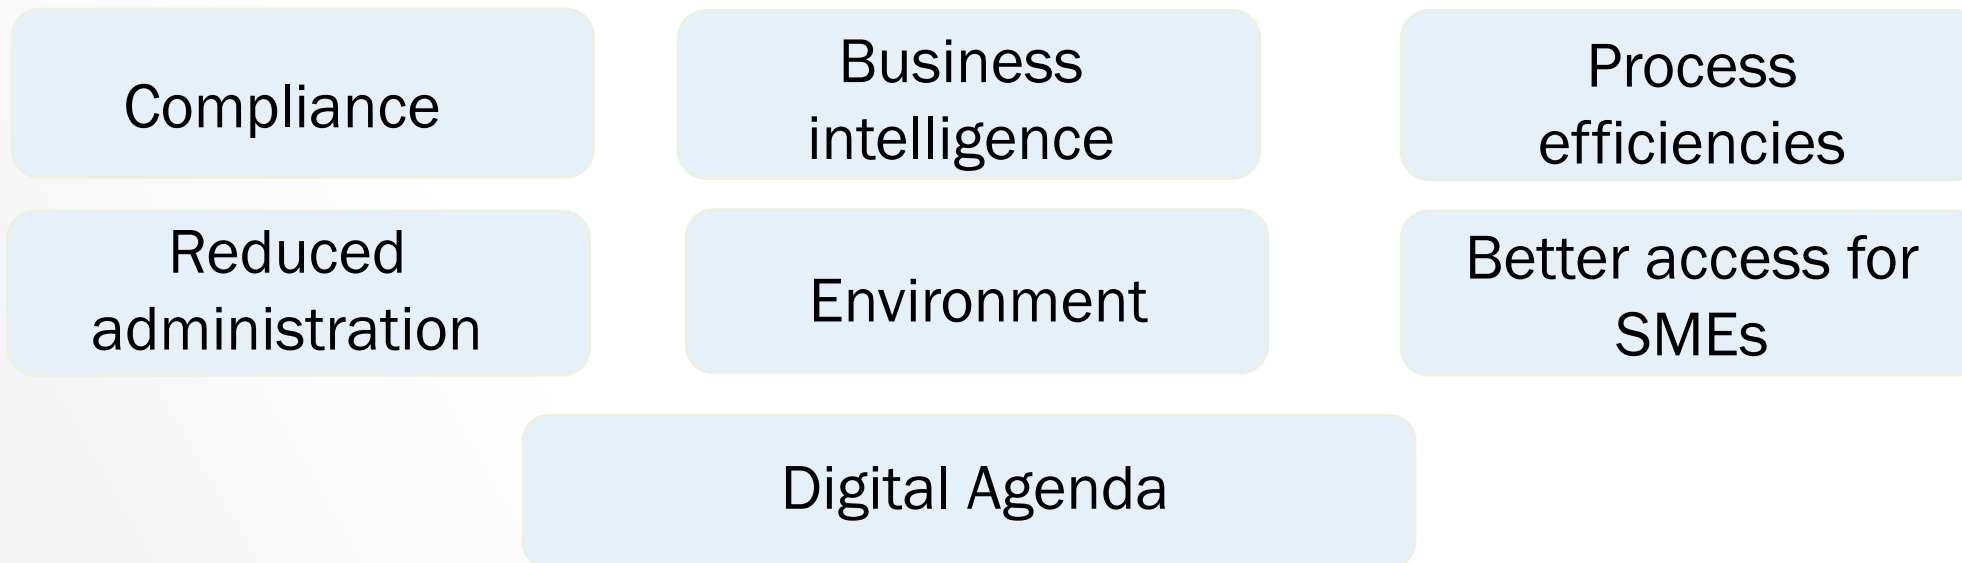 Compliance
Business
intelligence
Process
efficiencies
Reduced
administration
Environment
Better access for
SMEs
Digital Agenda